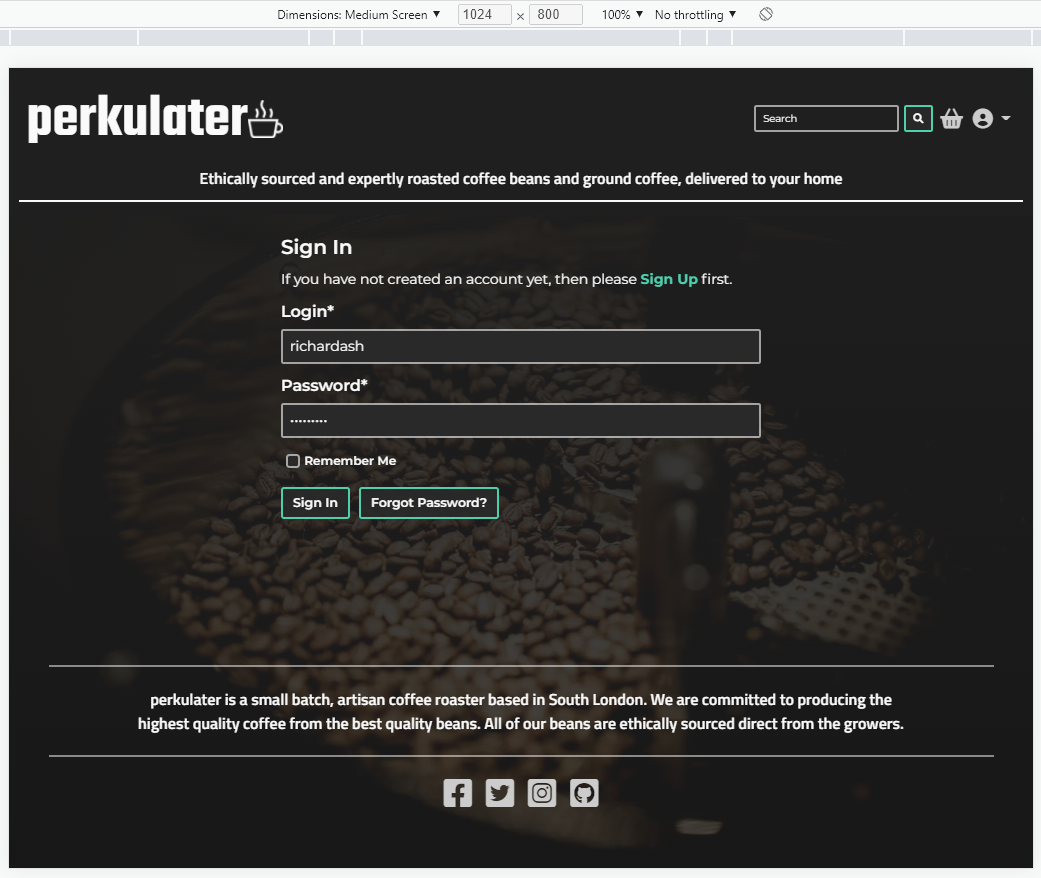 Dimensions: Medium Screen ▼ 1024 × 800 100% ▼ No throttling ▼
perkulater
Search
Ethically sourced and expertly roasted coffee beans and ground coffee, delivered to your home
Sign In
If you have not created an account yet, then please Sign Up first.
Login*
richardash
Password*
•••••••••
Remember Me
Sign In Forgot Password?
perkulater is a small batch, artisan coffee roaster based in South London. We are committed to producing the
highest quality coffee from the best quality beans. All of our beans are ethically sourced direct from the growers.